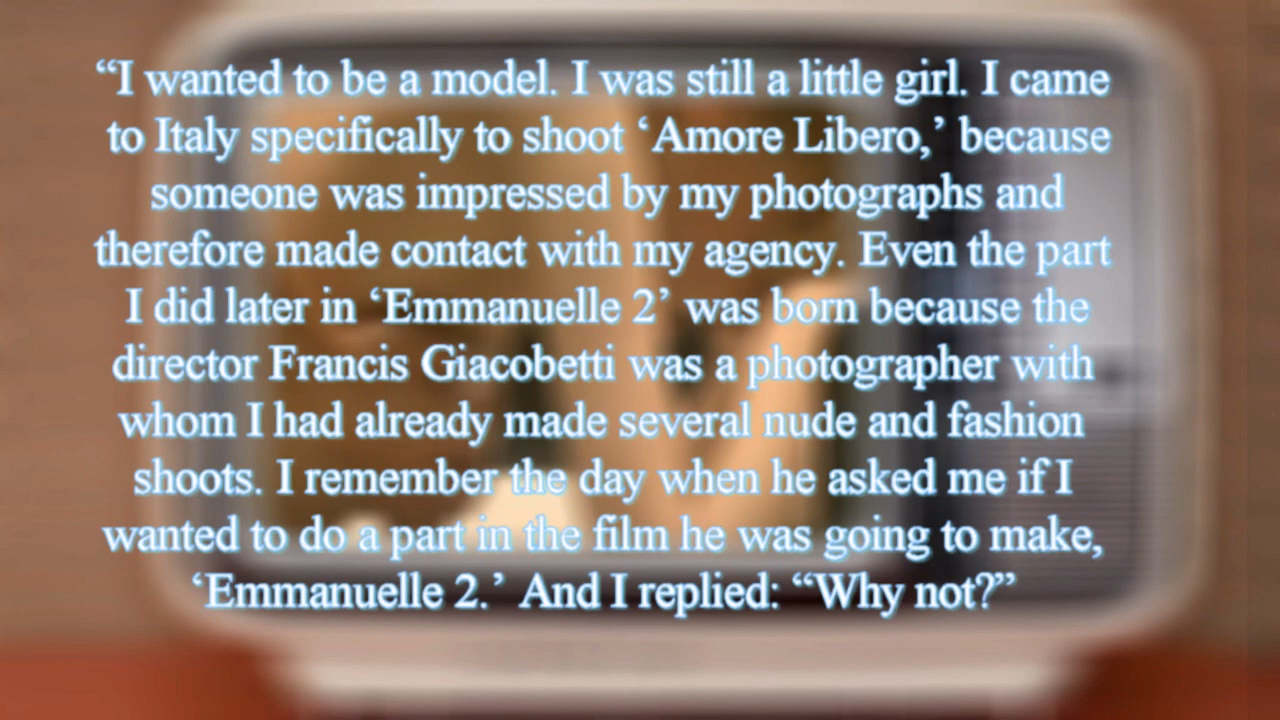 “I wanted to be a model. I was still a little girl. I came
to Italy specifically to shoot ‘Amore Libero,’ because
someone was impressed by my photographs and
therefore made contact with my agency. Even the part
I did later in ‘Emmanuelle 2’ was born because the
director Francis Giacobetti was a photographer with
whom I had already made several nude and fashion
shoots. I remember the day when he asked me if I
wanted to do a part in the film he was going to make,
‘Emmanuelle 2.’ And I replied: “Why not?”